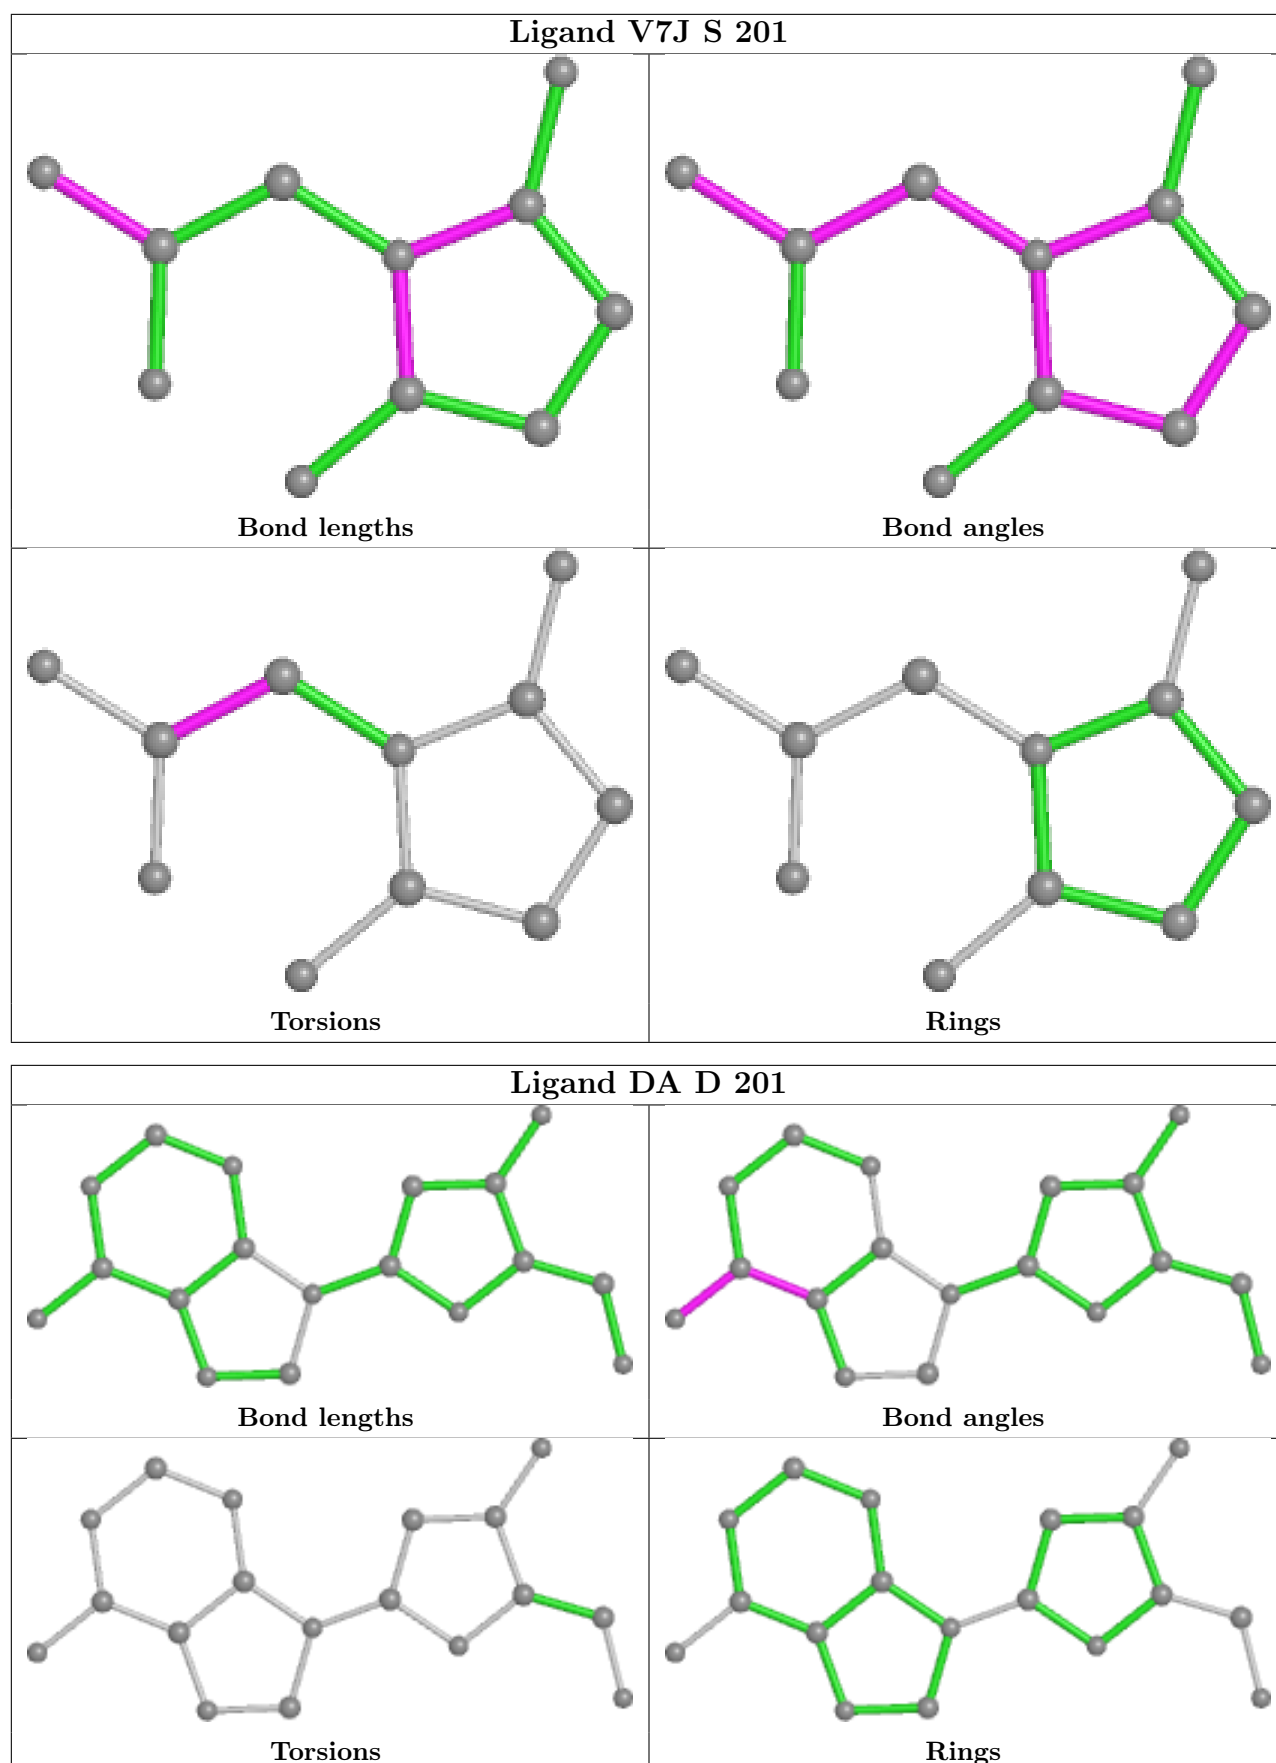 Ligand V7J S 201
Bond lengths
Bond angles
Torsions
Rings
Ligand DA D 201
Bond lengths
Bond angles
Torsions
Rings